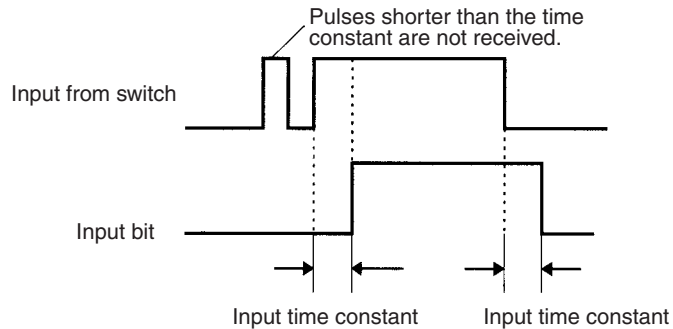 Pulses shorter than the time
constant are not received.
Input from switch
Input bit
Input time constant
Input time constant